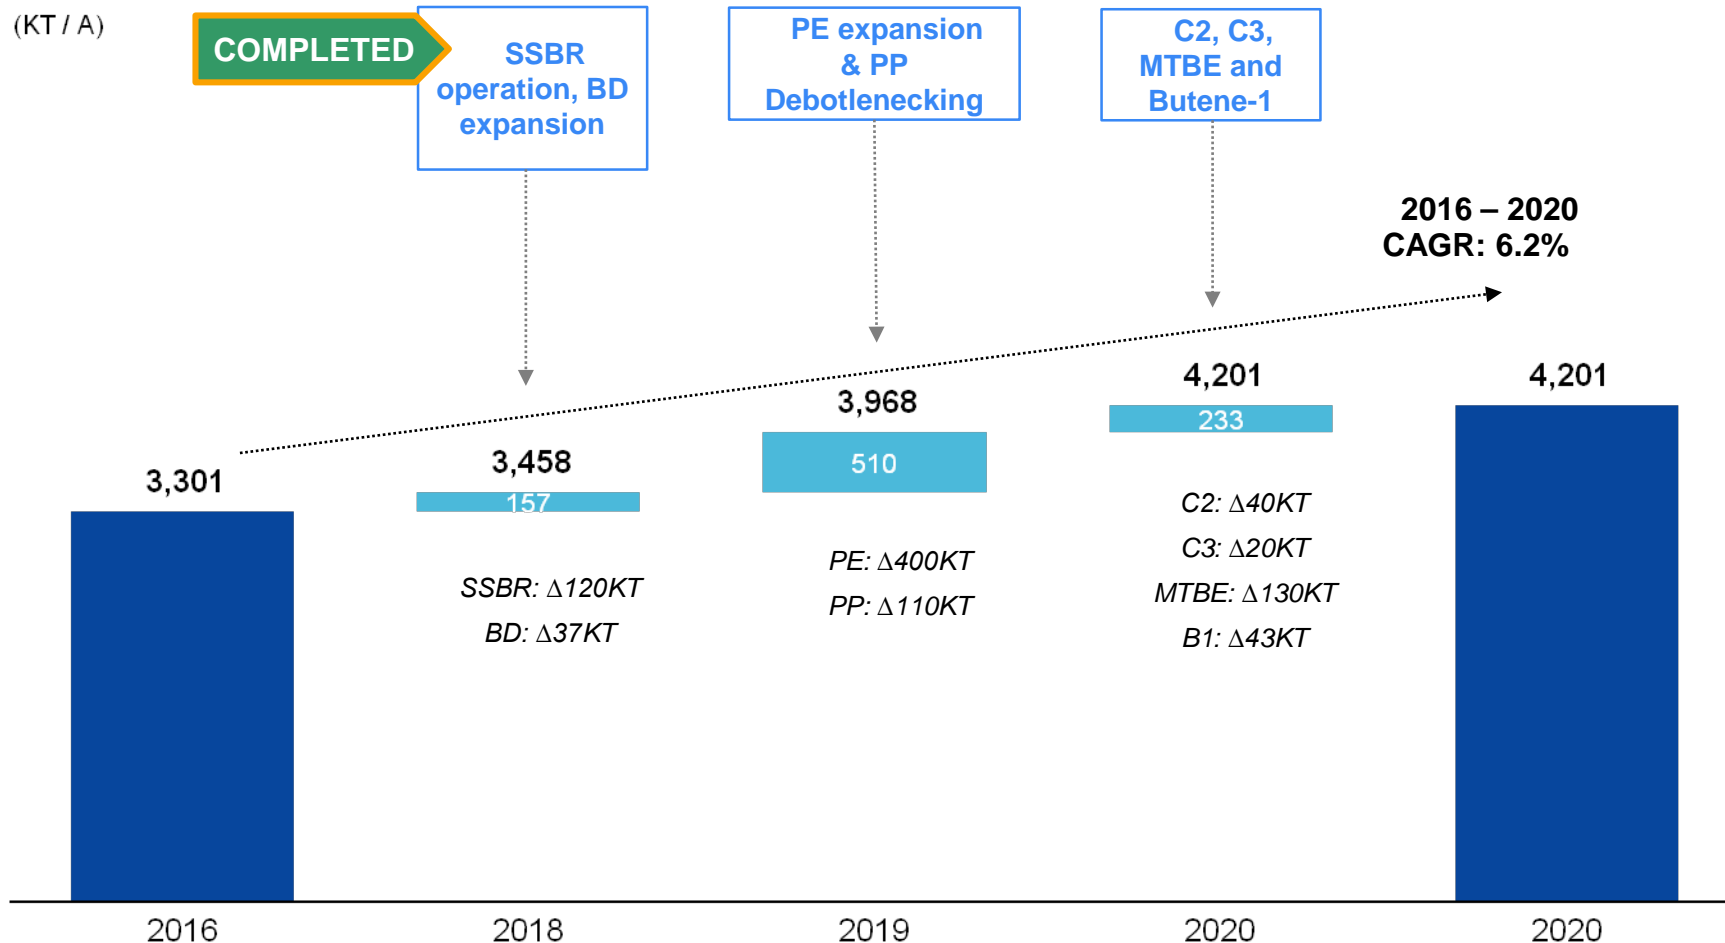 (KT / A)
COMPLETED
SSBR
operation, BD
expansion
PE expansion
& PP
Debotlenecking
C2, C3,
MTBE and
Butene-1
2016 – 2020
CAGR: 6.2%
3,301
3,458
157
3,968
510
4,201
233
4,201
SSBR: Δ120KT
BD: Δ37KT
PE: Δ400KT
PP: Δ110KT
C2: Δ40KT
C3: Δ20KT
MTBE: Δ130KT
B1: Δ43KT
2016
2018
2019
2020
2020